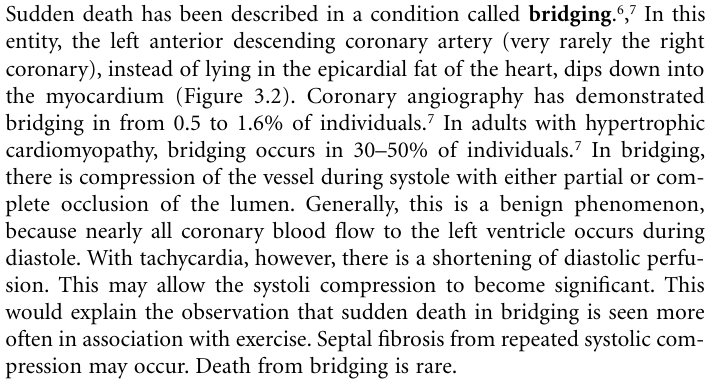 Sudden death has been described in a condition called bridging.⁶,⁷ In this
entity, the left anterior descending coronary artery (very rarely the right
coronary), instead of lying in the epicardial fat of the heart, dips down into
the myocardium (Figure 3.2). Coronary angiography has demonstrated
bridging in from 0.5 to 1.6% of individuals.⁷ In adults with hypertrophic
cardiomyopathy, bridging occurs in 30–50% of individuals.⁷ In bridging,
there is compression of the vessel during systole with either partial or com-
plete occlusion of the lumen. Generally, this is a benign phenomenon,
because nearly all coronary blood flow to the left ventricle occurs during
diastole. With tachycardia, however, there is a shortening of diastolic perfu-
sion. This may allow the systoli compression to become significant. This
would explain the observation that sudden death in bridging is seen more
often in association with exercise. Septal fibrosis from repeated systolic com-
pression may occur. Death from bridging is rare.